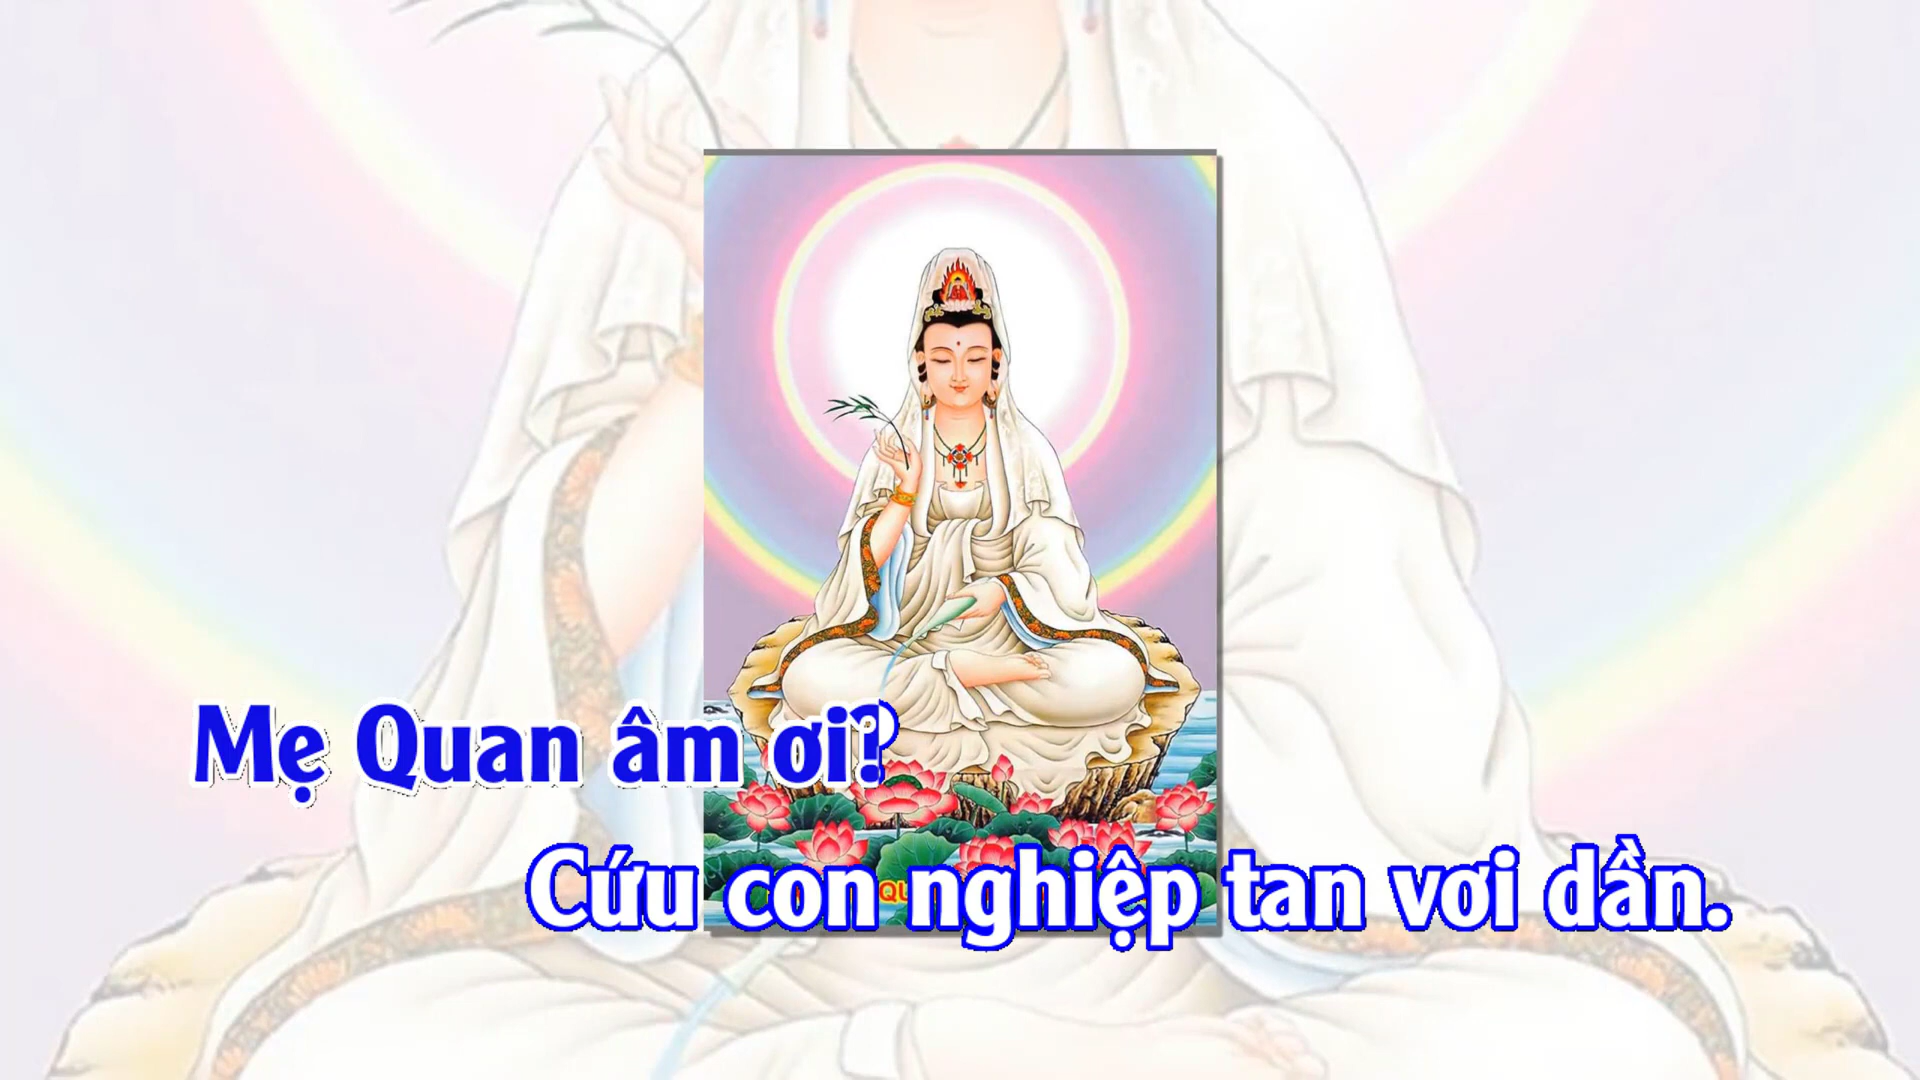 Mẹ Quan âm ơi?
Cứu con nghiệp tan vơi dần.